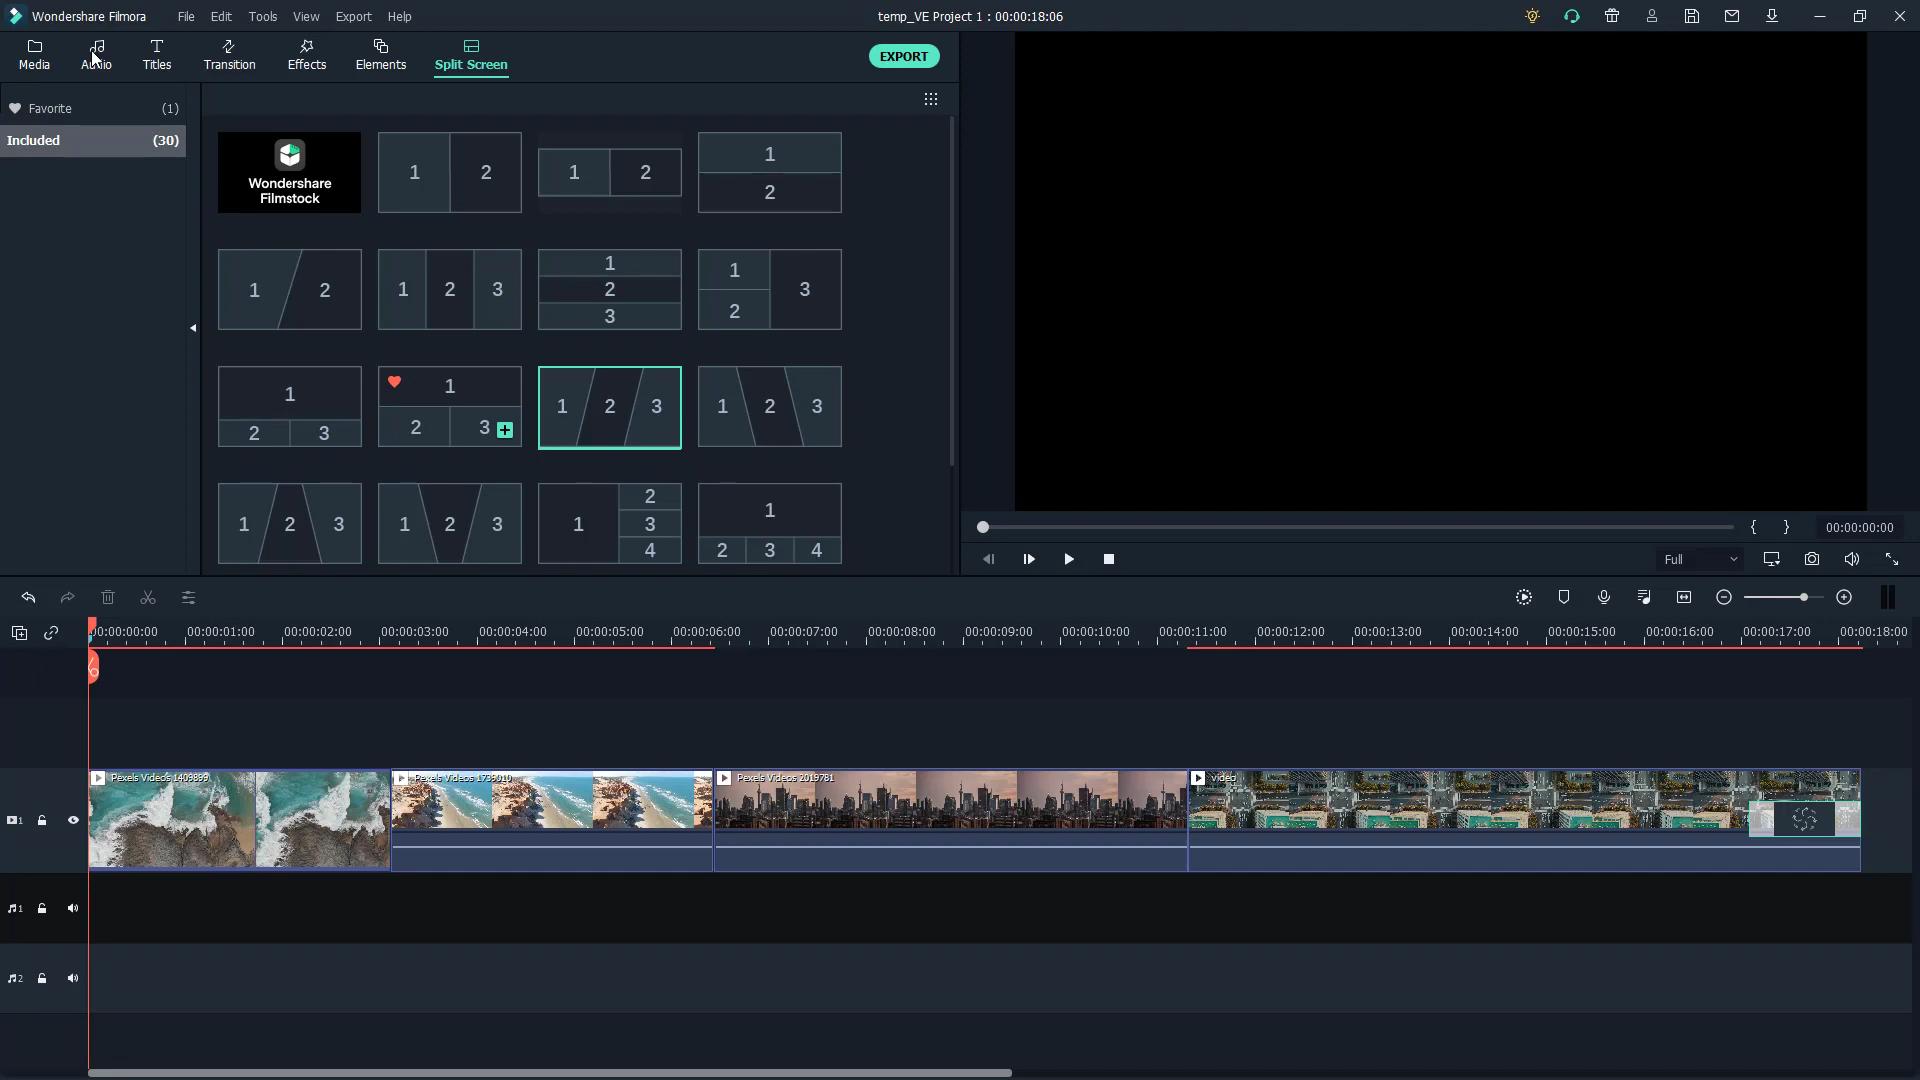 Wondershare Filmora File Edit Tools View Export Help temp_VE Project 1 : 00:00:18:06
Media Audio Titles Transition Effects Elements Split Screen EXPORT
Favorite (1)
Included (30)
Wondershare
Filmstock
1 2
1 2
1
2
1 2
1 2 3
1
2
3
1
2
3
1
2 3
1
2 3
1 2 3
1 2 3
1 2 3
1 2 3
1
2
3
4
1
2 3 4
00:00:00:00
Full
00:00:00:00 00:00:01:00 00:00:02:00 00:00:03:00 00:00:04:00 00:00:05:00 00:00:06:00 00:00:07:00 00:00:08:00 00:00:09:00 00:00:10:00 00:00:11:00 00:00:12:00 00:00:13:00 00:00:14:00 00:00:15:00 00:00:16:00 00:00:17:00 00:00:18:00
Pexels Videos 1409899 Pexels Videos 1739010 Pexels Videos 2019781 video
1
1
2